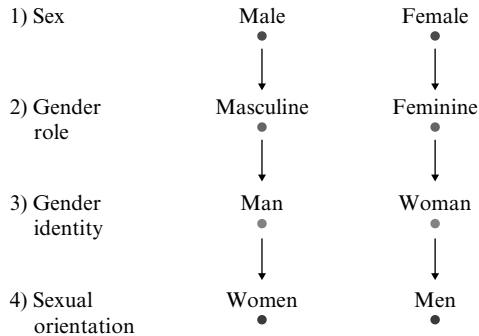 1) Sex Male Female
2) Gender Masculine Feminine
role
3) Gender Man Woman
identity
4) Sexual Women Men
orientation